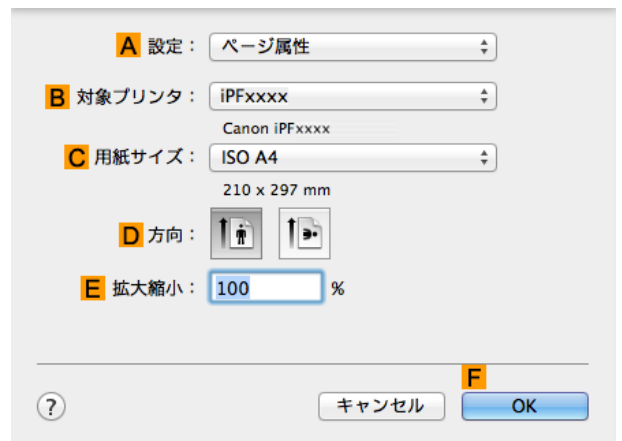 A 設定： ページ属性
B 対象プリンタ： iPFxxxx
Canon iPFxxxx
C 用紙サイズ： ISO A4
210 x 297 mm
D 方向：
E 拡大縮小： 100 %
F
? キャンセル OK